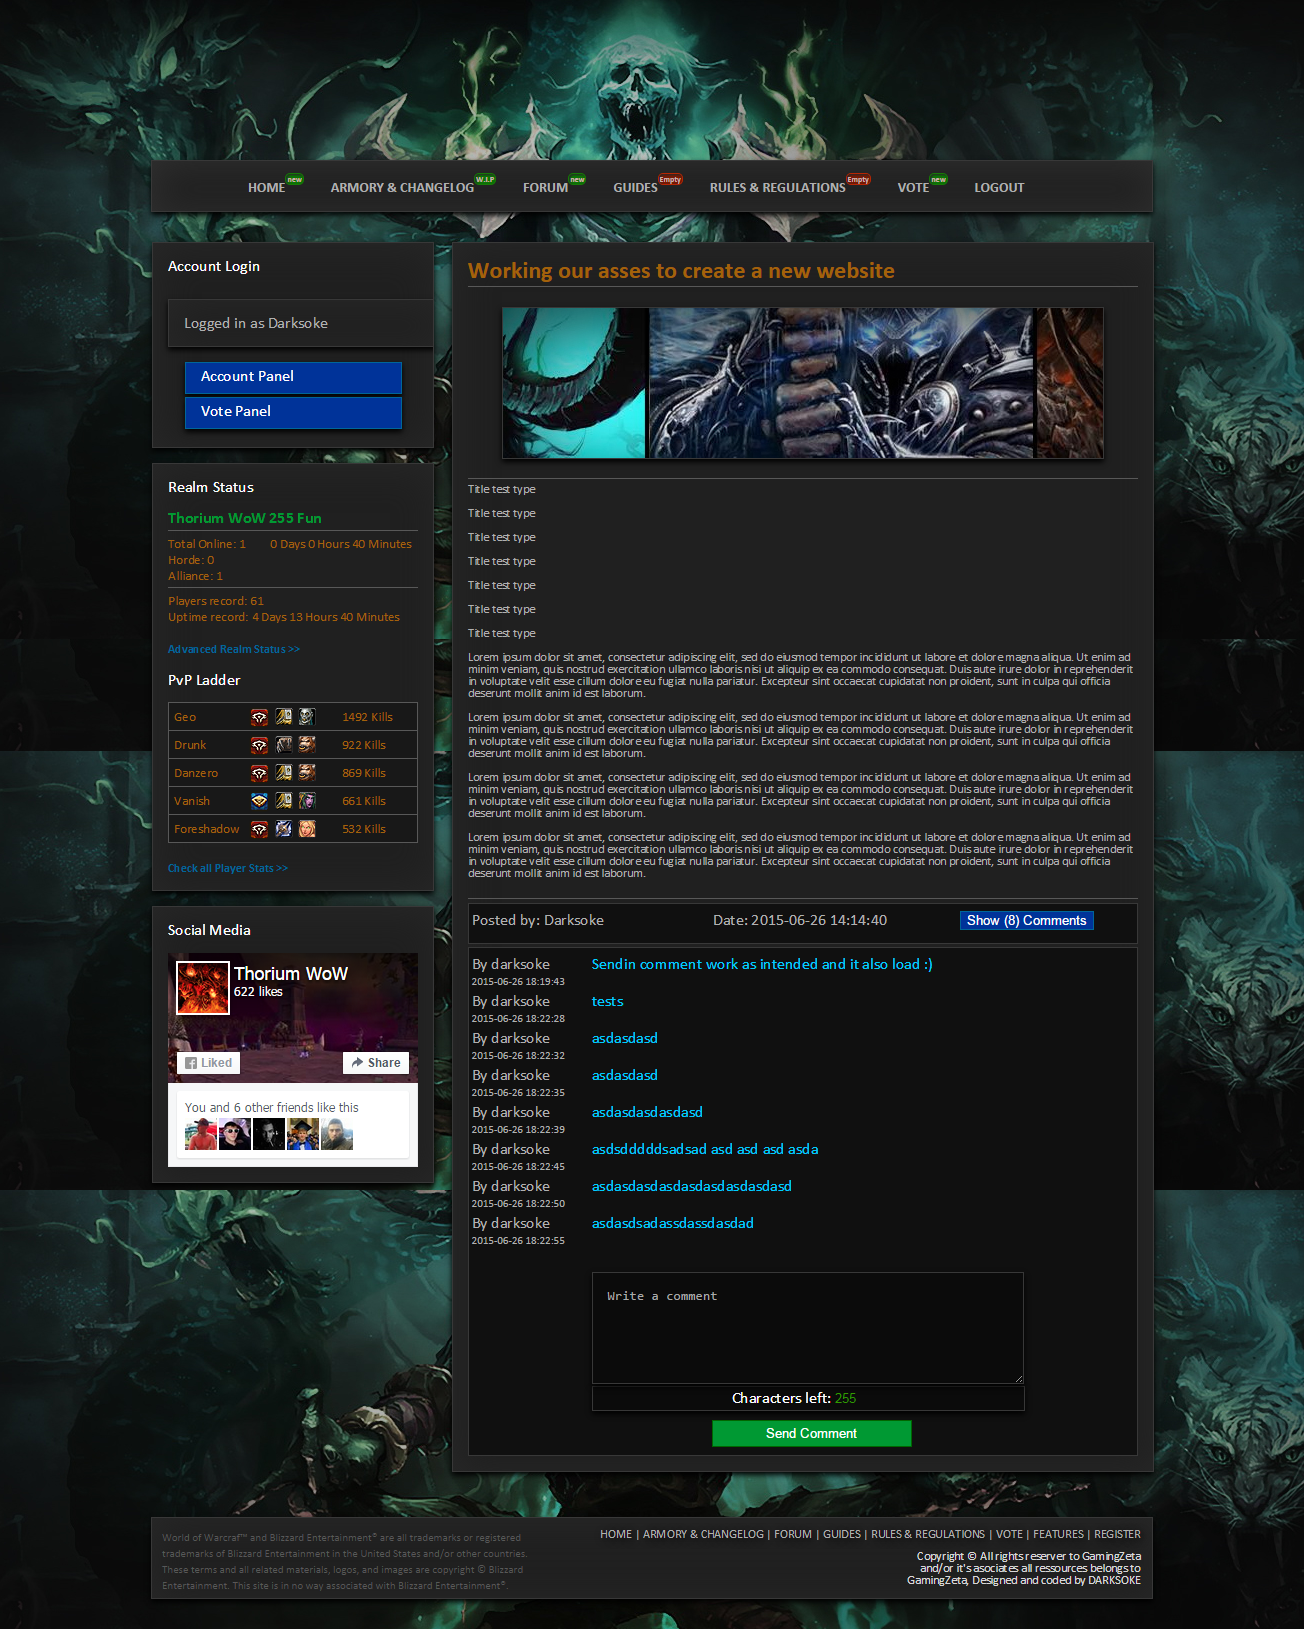 HOME new ARMORY & CHANGELOG W.I.P FORUM new GUIDES Empty RULES & REGULATIONS Empty VOTE new LOGOUT
Account Login
Logged in as Darksoke
Account Panel
Vote Panel
Realm Status
Thorium WoW 255 Fun
Total Online: 1 0 Days 0 Hours 40 Minutes
Horde: 0
Alliance: 1
Players record: 61
Uptime record: 4 Days 13 Hours 40 Minutes
Advanced Realm Status >>
PvP Ladder
Geo 1492 Kills
Drunk 922 Kills
Danzero 869 Kills
Vanish 661 Kills
Foreshadow 532 Kills
Check all Player Stats >>
Social Media
Thorium WoW
622 likes
Liked Share
You and 6 other friends like this
Working our asses to create a new website
Title test type
Title test type
Title test type
Title test type
Title test type
Title test type
Title test type
Lorem ipsum dolor sit amet, consectetur adipiscing elit, sed do eiusmod tempor incididunt ut labore et dolore magna aliqua. Ut enim ad
minim veniam, quis nostrud exercitation ullamco laboris nisi ut aliquip ex ea commodo consequat. Duis aute irure dolor in reprehenderit
in voluptate velit esse cillum dolore eu fugiat nulla pariatur. Excepteur sint occaecat cupidatat non proident, sunt in culpa qui officia
deserunt mollit anim id est laborum.
Lorem ipsum dolor sit amet, consectetur adipiscing elit, sed do eiusmod tempor incididunt ut labore et dolore magna aliqua. Ut enim ad
minim veniam, quis nostrud exercitation ullamco laboris nisi ut aliquip ex ea commodo consequat. Duis aute irure dolor in reprehenderit
in voluptate velit esse cillum dolore eu fugiat nulla pariatur. Excepteur sint occaecat cupidatat non proident, sunt in culpa qui officia
deserunt mollit anim id est laborum.
Lorem ipsum dolor sit amet, consectetur adipiscing elit, sed do eiusmod tempor incididunt ut labore et dolore magna aliqua. Ut enim ad
minim veniam, quis nostrud exercitation ullamco laboris nisi ut aliquip ex ea commodo consequat. Duis aute irure dolor in reprehenderit
in voluptate velit esse cillum dolore eu fugiat nulla pariatur. Excepteur sint occaecat cupidatat non proident, sunt in culpa qui officia
deserunt mollit anim id est laborum.
Lorem ipsum dolor sit amet, consectetur adipiscing elit, sed do eiusmod tempor incididunt ut labore et dolore magna aliqua. Ut enim ad
minim veniam, quis nostrud exercitation ullamco laboris nisi ut aliquip ex ea commodo consequat. Duis aute irure dolor in reprehenderit
in voluptate velit esse cillum dolore eu fugiat nulla pariatur. Excepteur sint occaecat cupidatat non proident, sunt in culpa qui officia
deserunt mollit anim id est laborum.
Posted by: Darksoke Date: 2015-06-26 14:14:40 Show (8) Comments
By darksoke Sendin comment work as intended and it also load :)
2015-06-26 18:19:43
By darksoke tests
2015-06-26 18:22:28
By darksoke asdasdasd
2015-06-26 18:22:32
By darksoke asdasdasd
2015-06-26 18:22:35
By darksoke asdasdasdasdasd
2015-06-26 18:22:39
By darksoke asdsdddddsadsad asd asd asd asda
2015-06-26 18:22:45
By darksoke asdasdasdasdasdasdasdasdasd
2015-06-26 18:22:50
By darksoke asdasdsadassdassdasdad
2015-06-26 18:22:55
Write a comment
Characters left: 255
Send Comment
World of Warcraf™ and Blizzard Entertainment® are all trademarks or registered
trademarks of Blizzard Entertainment in the United States and/or other countries.
These terms and all related materials, logos, and images are copyright © Blizzard
Entertainment. This site is in no way associated with Blizzard Entertainment®.
HOME | ARMORY & CHANGELOG | FORUM | GUIDES | RULES & REGULATIONS | VOTE | FEATURES | REGISTER
Copyright © All rights reserver to GamingZeta
and/or it's asociates all ressources belongs to
GamingZeta, Designed and coded by DARKSOKE